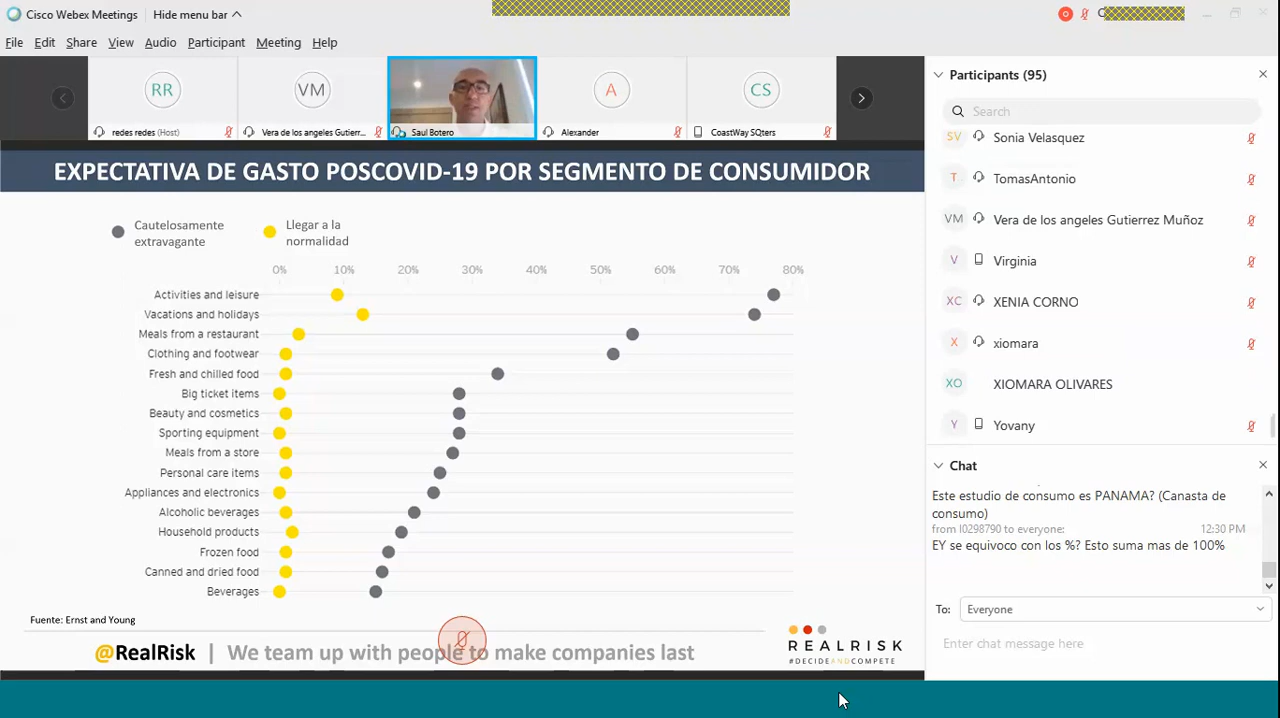 Cisco Webex Meetings
Hide menu bar
File Edit Share View Audio Participant Meeting Help
RR
VM
A
CS
redes redes (Host)
Vera de los angeles Gutierr...
Saul Botero
Alexander
CoastWay SQters
EXPECTATIVA DE GASTO POSCOVID-19 POR SEGMENTO DE CONSUMIDOR
Cautelosamente
extravagante
Llegar a la
normalidad
0% 10% 20% 30% 40% 50% 60% 70% 80%
Activities and leisure
Vacations and holidays
Meals from a restaurant
Clothing and footwear
Fresh and chilled food
Big ticket items
Beauty and cosmetics
Sporting equipment
Meals from a store
Personal care items
Appliances and electronics
Alcoholic beverages
Household products
Frozen food
Canned and dried food
Beverages
Fuente: Ernst and Young
@RealRisk | We team up with people to make companies last
REALRISK
#DECIDEANDCOMPETE
Participants (95)
Search
SV Sonia Velasquez
T TomasAntonio
VM Vera de los angeles Gutierrez Muñoz
V Virginia
XC XENIA CORNO
X xiomara
XO XIOMARA OLIVARES
Y Yovany
Chat
Este estudio de consumo es PANAMA? (Canasta de
consumo)
from I0298790 to everyone: 12:30 PM
EY se equivoco con los %? Esto suma mas de 100%
To: Everyone
Enter chat message here